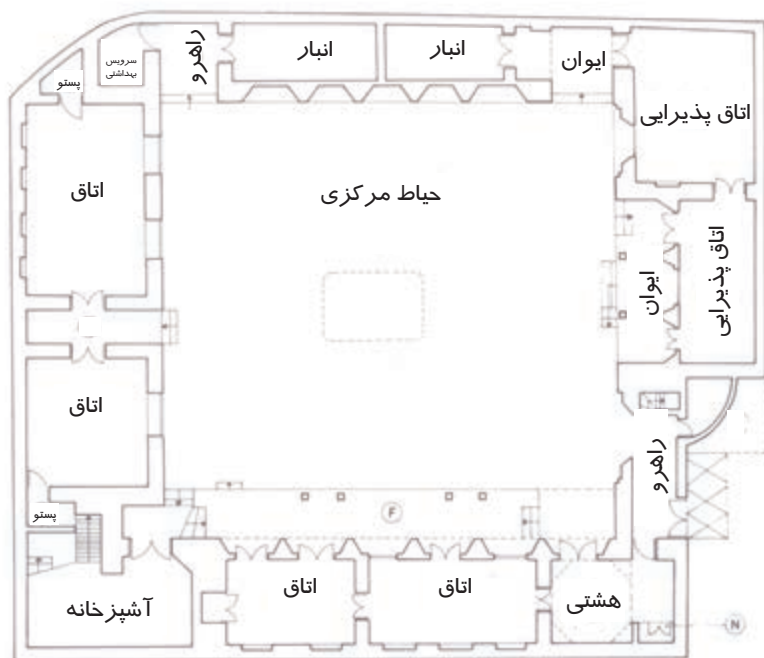 راهرو
انبار
انبار
ایوان
سرویس
بهداشتی
پستو
اتاق پذیرایی
اتاق
حیاط مرکزی
اتاق پذیرایی
ایوان
اتاق
راهرو
پستو
F
آشپزخانه
اتاق
اتاق
هشتی
N